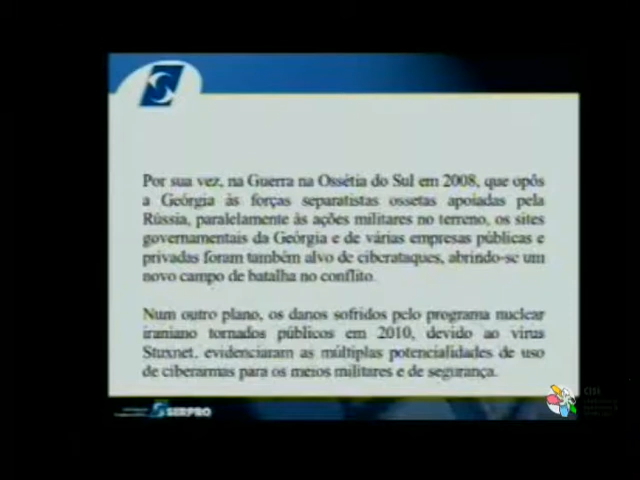 Por sua vez, na Guerra na Ossétia do Sul em 2008, que opôs
a Geórgia às forças separatistas ossetas apoiadas pela
Rússia, paralelamente às ações militares no terreno, os sites
governamentais da Geórgia e de várias empresas públicas e
privadas foram também alvo de ciberataques, abrindo-se um
novo campo de batalha no conflito.
Num outro plano, os danos sofridos pelo programa nuclear
iraniano tornados públicos em 2010, devido ao vírus
Stuxnet, evidenciaram as múltiplas potencialidades de uso
de ciberarmas para os meios militares e de segurança.
SERPRO